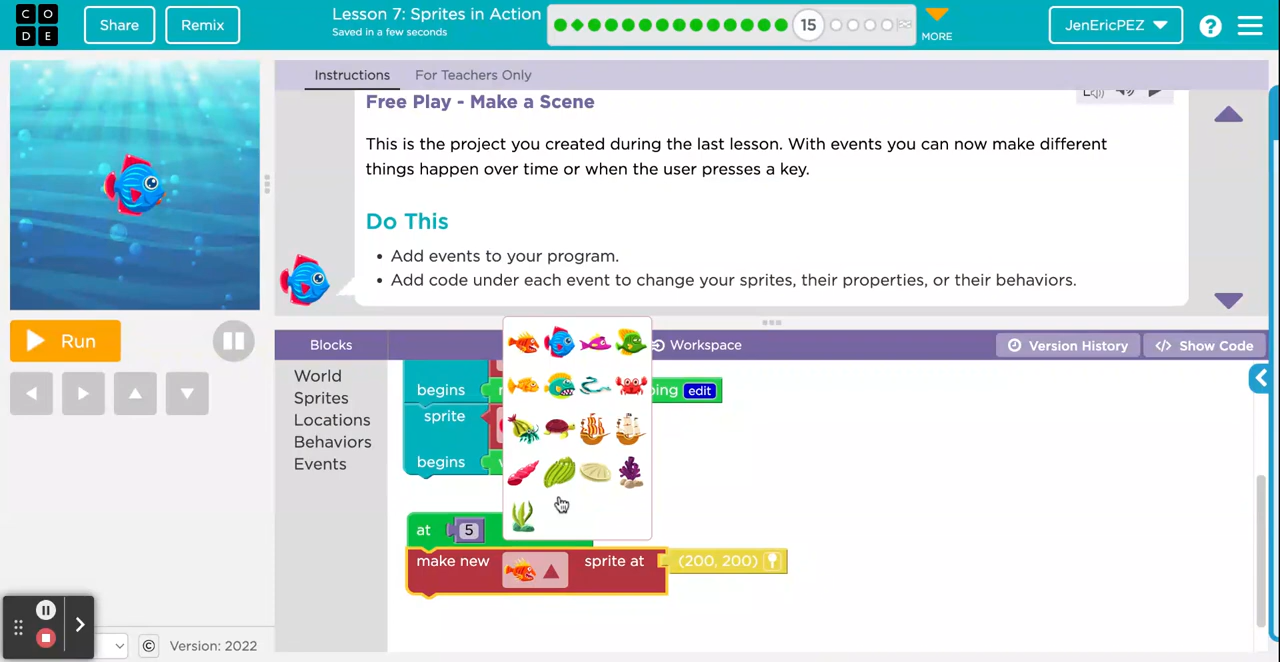 CODE
Share
Remix
Lesson 7: Sprites in Action
Saved in a few seconds
15
MORE
JenEricPEZ
?
Instructions
For Teachers Only
Free Play - Make a Scene
This is the project you created during the last lesson. With events you can now make different
things happen over time or when the user presses a key.
Do This
• Add events to your program.
• Add code under each event to change your sprites, their properties, or their behaviors.
Run
Blocks
Workspace
Version History
</> Show Code
World
Sprites
Locations
Behaviors
Events
begins
edit
sprite
begins
at 5
make new sprite at (200, 200)
© Version: 2022